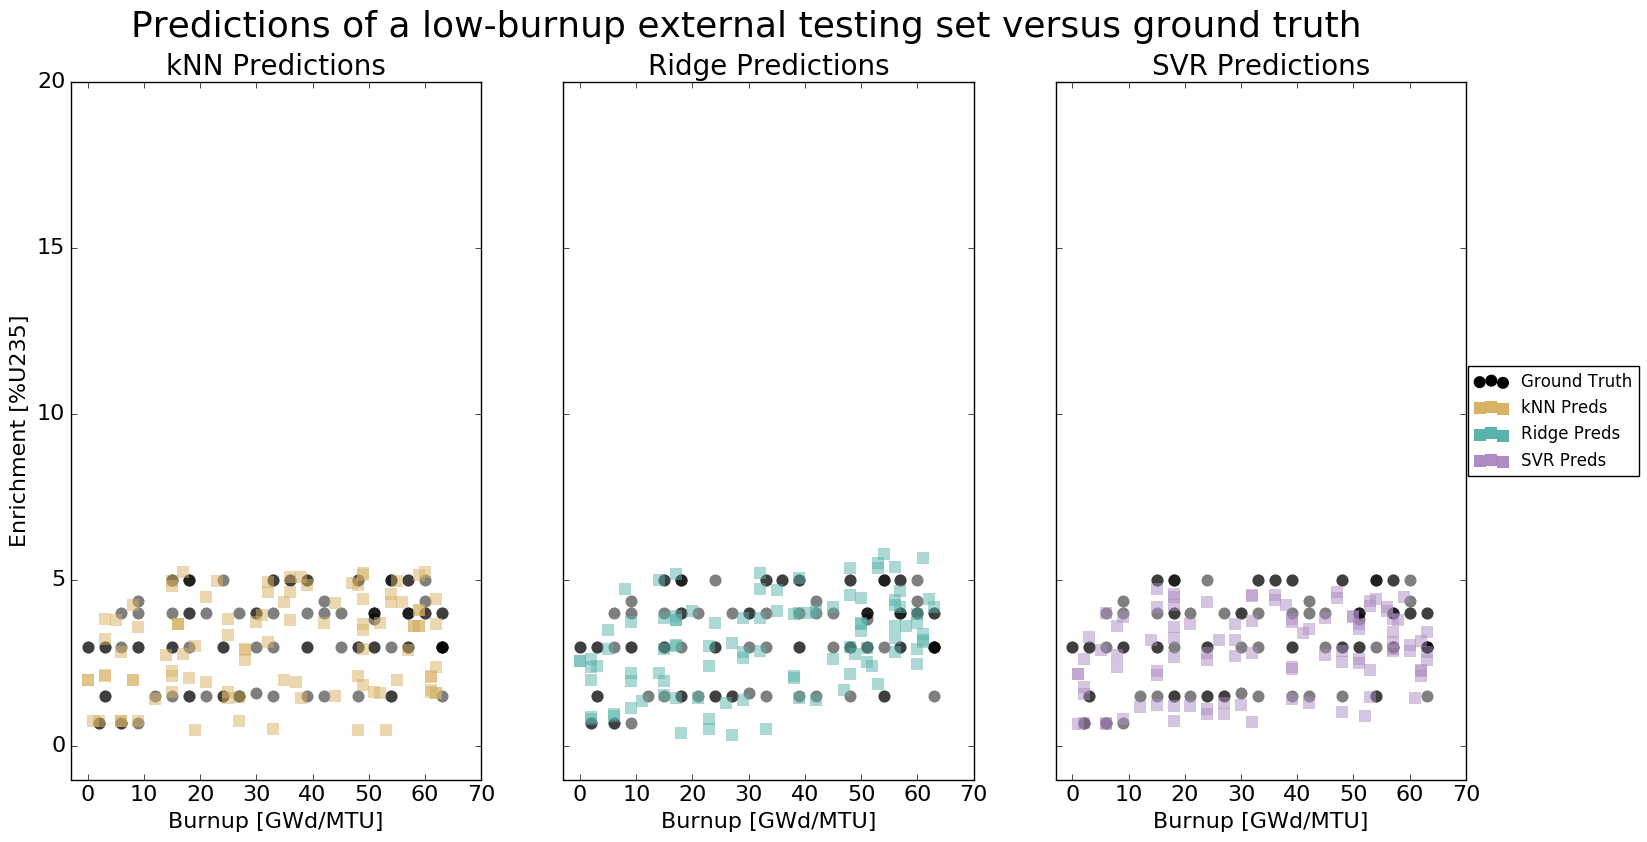 Predictions of a low-burnup external testing set versus ground truth
kNN Predictions
Ridge Predictions
SVR Predictions
20
15
10
5
0
Enrichment [%U235]
0 10 20 30 40 50 60 70
0 10 20 30 40 50 60 70
0 10 20 30 40 50 60 70
Burnup [GWd/MTU]
Burnup [GWd/MTU]
Burnup [GWd/MTU]
Ground Truth
kNN Preds
Ridge Preds
SVR Preds